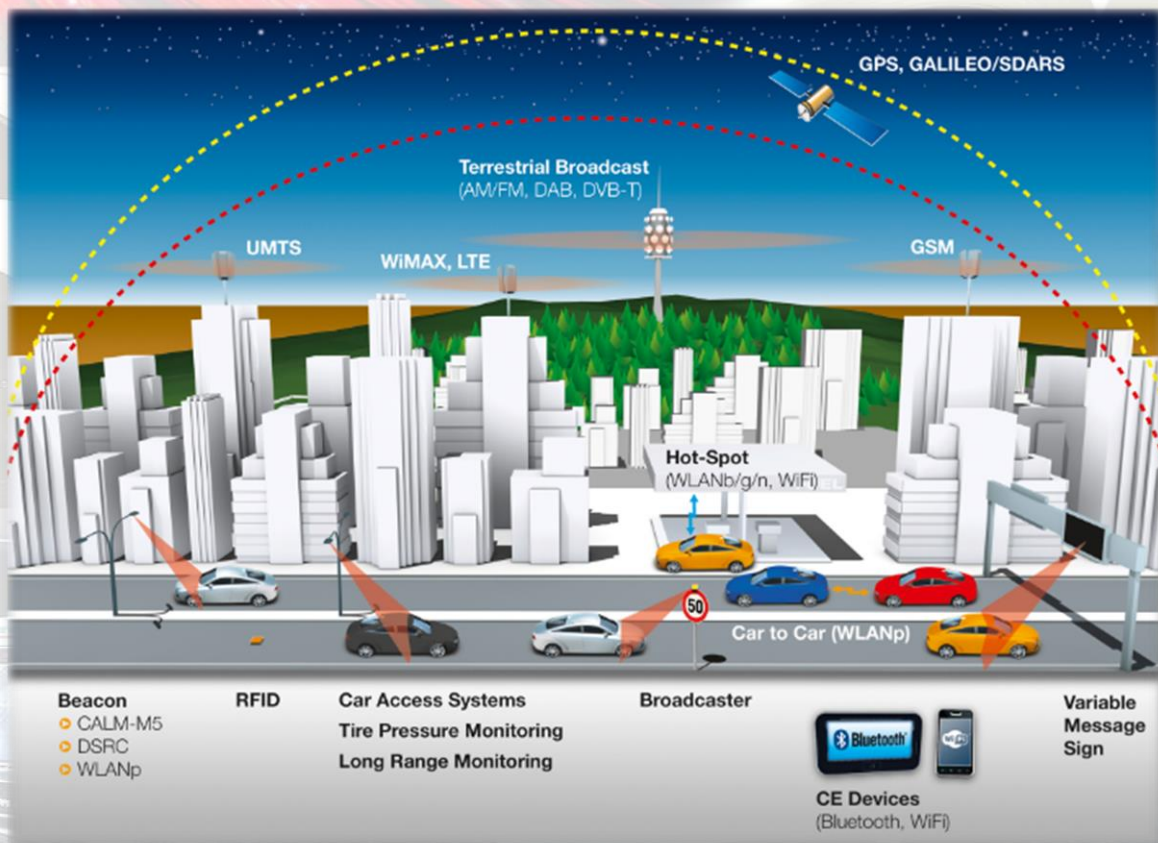 GPS, GALILEO/SDARS
Terrestrial Broadcast
(AM/FM, DAB, DVB-T)
UMTS
WiMAX, LTE
GSM
Hot-Spot
(WLANb/g/n, WiFi)
50
Car to Car (WLANp)
Beacon
CALM-M5
DSRC
WLANp
RFID
Car Access Systems
Tire Pressure Monitoring
Long Range Monitoring
Broadcaster
Bluetooth
WiFi
CE Devices
(Bluetooth, WiFi)
Variable
Message
Sign